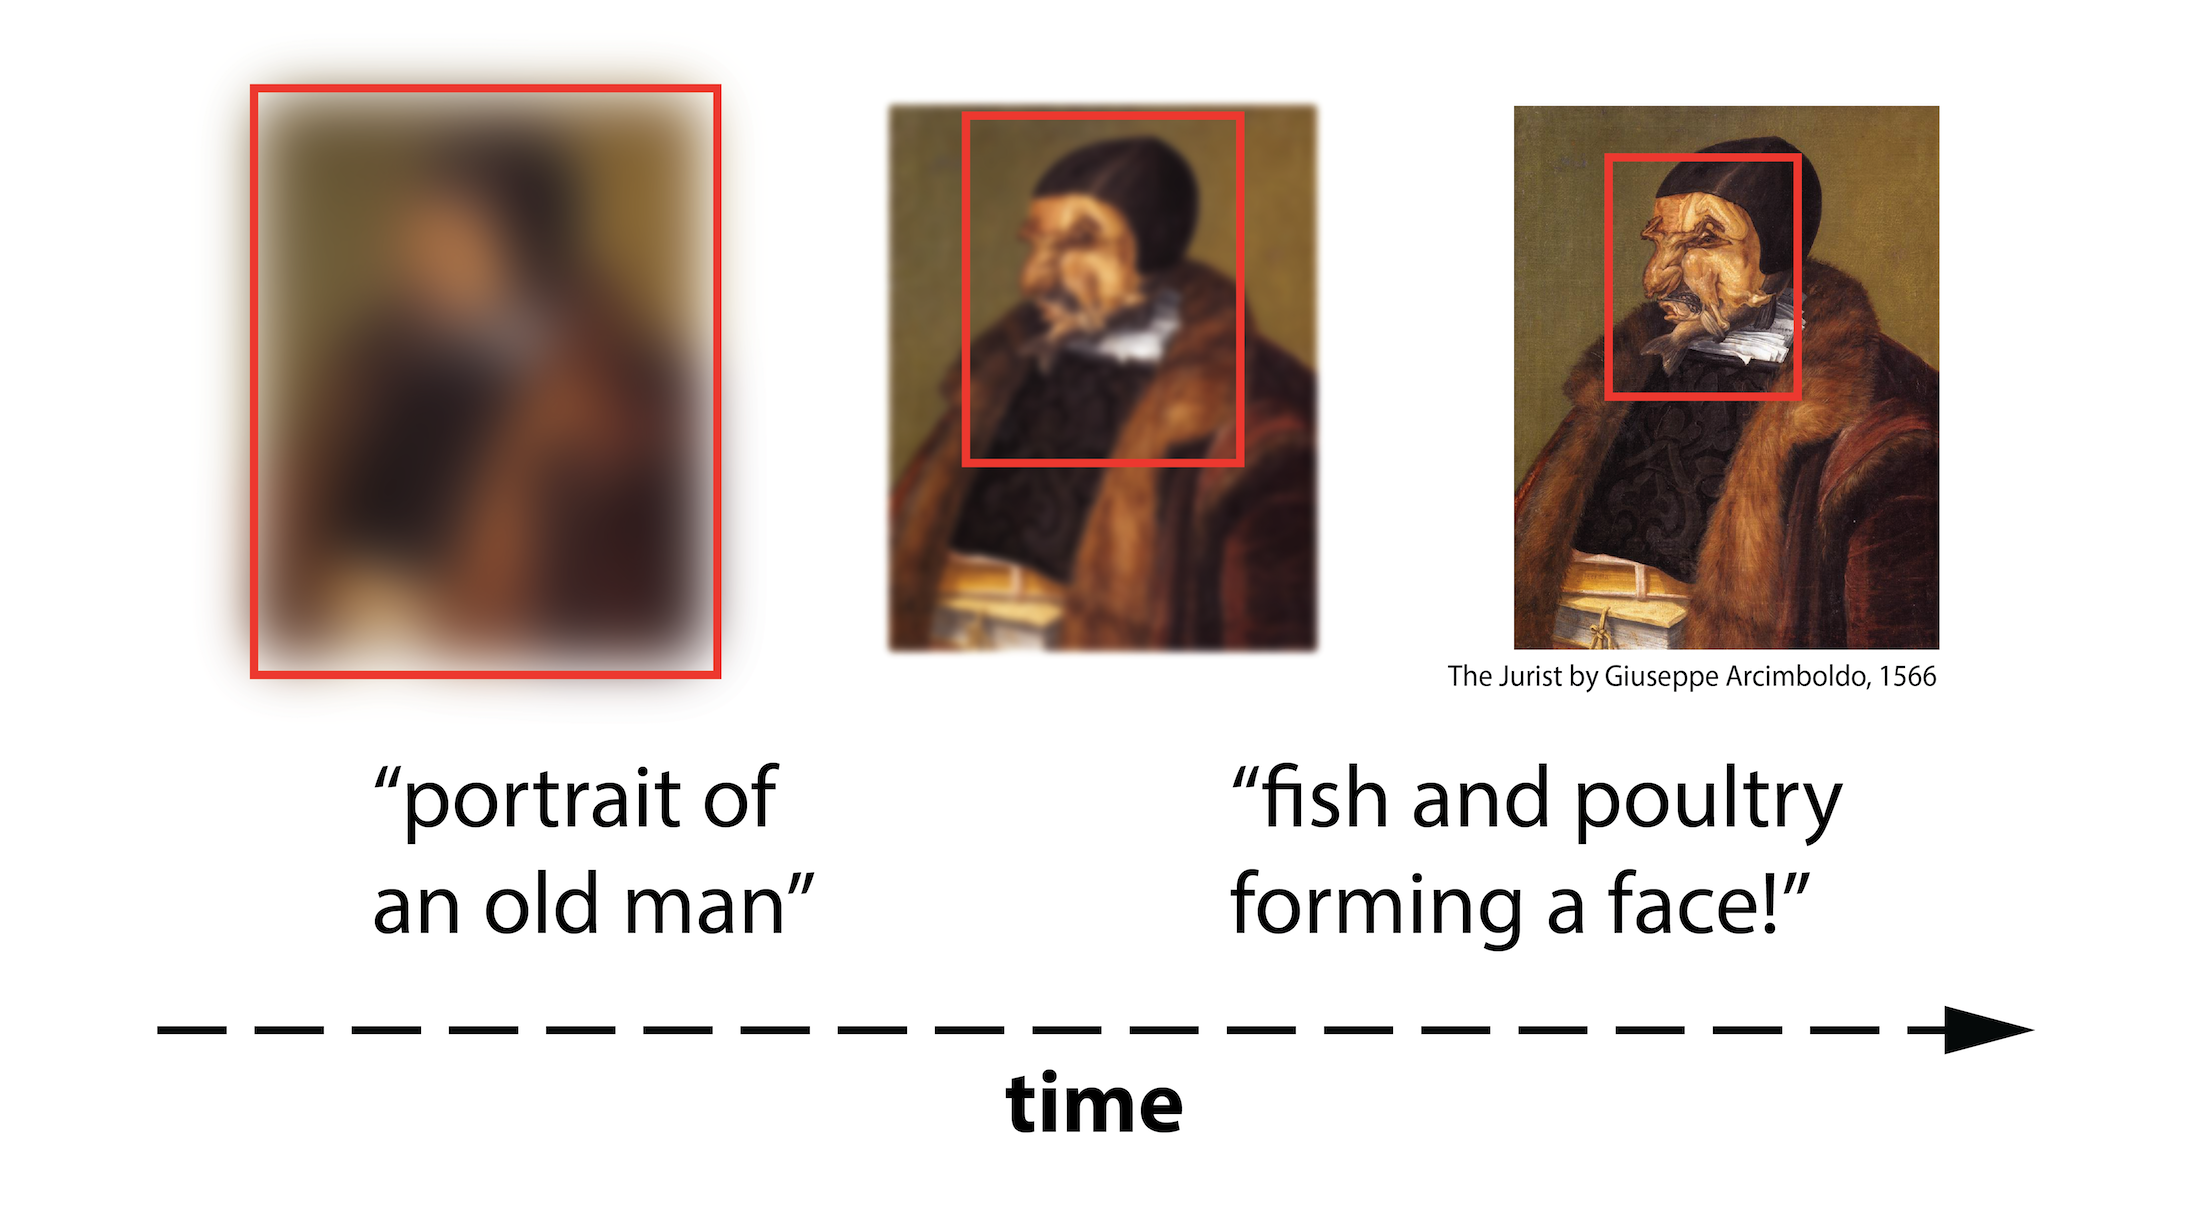 The Jurist by Giuseppe Arcimboldo, 1566
“portrait of
an old man”
“fish and poultry
forming a face!”
time